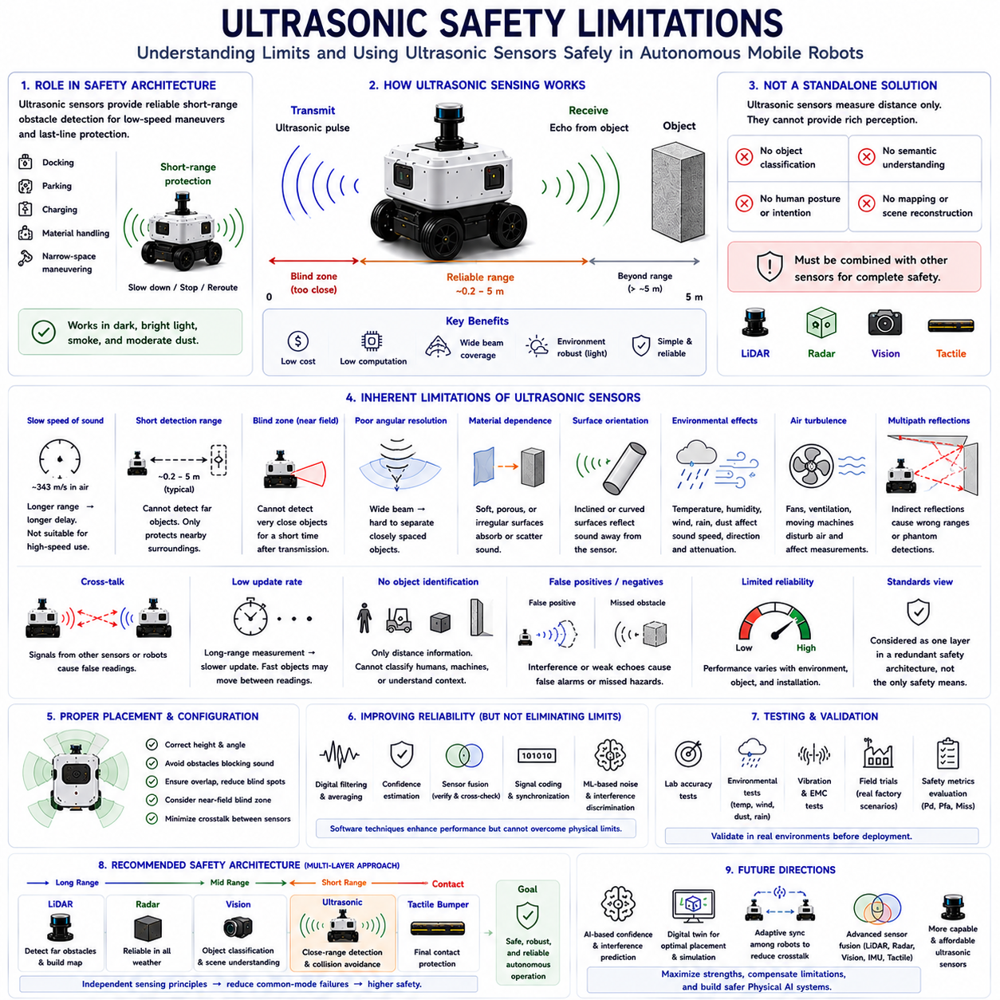 ULTRASONIC SAFETY LIMITATIONS
Understanding Limits and Using Ultrasonic Sensors Safely in Autonomous Mobile Robots
1. ROLE IN SAFETY ARCHITECTURE
Ultrasonic sensors provide reliable short-range
obstacle detection for low-speed maneuvers
and last-line protection.
Docking
Parking
Charging
Material handling
Narrow-space
maneuvering
Short-range
protection
Slow down / Stop / Reroute
Works in dark, bright light,
smoke, and moderate dust.
2. HOW ULTRASONIC SENSING WORKS
Transmit
Ultrasonic pulse
Receive
Echo from object
Object
Blind zone
(too close)
Reliable range
~0.2 – 5 m
Beyond range
(> ~5 m)
0
5 m
Key Benefits
Low cost
Low computation
Wide beam
coverage
Environment
robust (light)
Simple &
reliable
3. NOT A STANDALONE SOLUTION
Ultrasonic sensors measure distance only.
They cannot provide rich perception.
No object
classification
No semantic
understanding
No human posture
or intention
No mapping or
scene reconstruction
Must be combined with other
sensors for complete safety.
LiDAR
Radar
Vision
Tactile
4. INHERENT LIMITATIONS OF ULTRASONIC SENSORS
Slow speed of sound
~343 m/s in air
Longer range →
longer delay.
Not suitable for
high-speed use.
Short detection range
~0.2 – 5 m
(typical)
Cannot detect far
objects. Only
protects nearby
surroundings.
Blind zone (near field)
Cannot detect
very close objects
for a short time
after transmission.
Poor angular resolution
Wide beam →
hard to separate
closely spaced
objects.
Material dependence
Soft, porous, or
irregular surfaces
absorb or scatter
sound.
Surface orientation
Inclined or curved
surfaces reflect
sound away from
the sensor.
Environmental effects
Temperature, humidity,
wind, rain, dust affect
sound speed, direction
and attenuation.
Air turbulence
Fans, ventilation,
moving machines
disturb air and
affect measurements.
Multipath reflections
Indirect reflections
cause wrong ranges
or phantom
detections.
Cross-talk
Signals from other sensors or robots
cause false readings.
Low update rate
Long-range measurement →
slower update. Fast objects may
move between readings.
No object identification
Only distance information.
Cannot classify humans, machines,
or understand context.
False positives / negatives
False positive
Missed obstacle
Interference or weak echoes cause
false alarms or missed hazards.
Limited reliability
Low
High
Performance varies with environment,
object, and installation.
Standards view
Considered as one layer
in a redundant safety
architecture, not
the only safety means.
5. PROPER PLACEMENT & CONFIGURATION
Correct height & angle
Avoid obstacles blocking sound
Ensure overlap, reduce blind spots
Consider near-field blind zone
Minimize crosstalk between sensors
6. IMPROVING RELIABILITY (BUT NOT ELIMINATING LIMITS)
Digital filtering
& averaging
Confidence
estimation
Sensor fusion
(verify & cross-check)
101010
Signal coding
& synchronization
ML-based noise
& interference
discrimination
Software techniques enhance performance but cannot overcome physical limits.
7. TESTING & VALIDATION
Lab accuracy
tests
Environmental
tests
(temp, wind,
dust, rain)
Vibration
& EMC
tests
Field trials
(real factory
scenarios)
Safety metrics
evaluation
(Pd, Pfa, Miss)
Validate in real environments before deployment.
8. RECOMMENDED SAFETY ARCHITECTURE (MULTI-LAYER APPROACH)
Long Range
Mid Range
Short Range
Contact
LiDAR
Detect far obstacles
& build map
Radar
Reliable in all
weather
Vision
Object classification
& scene understanding
Ultrasonic
Close-range detection
& collision avoidance
Tactile Bumper
Final contact
protection
Goal
Safe, robust,
and reliable
autonomous
operation
Independent sensing principles → reduce common-mode failures → higher safety.
9. FUTURE DIRECTIONS
AI-based confidence
& interference
prediction
Digital twin for
optimal placement
& simulation
Adaptive sync
among robots to
reduce crosstalk
Advanced sensor
fusion (LiDAR, Radar,
Vision, IMU, Tactile)
More capable
& affordable
ultrasonic
sensors
Maximize strengths, compensate limitations,
and build safer Physical AI systems.